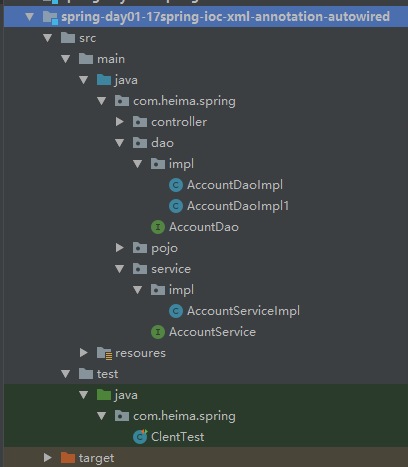 spring-day01-17spring-ioc-xml-annotation-autowired
src
main
java
com.heima.spring
controller
dao
impl
C AccountDaoImpl
C AccountDaoImpl1
I AccountDao
pojo
service
impl
C AccountServiceImpl
I AccountService
resoures
test
java
com.heima.spring
C ClentTest
target